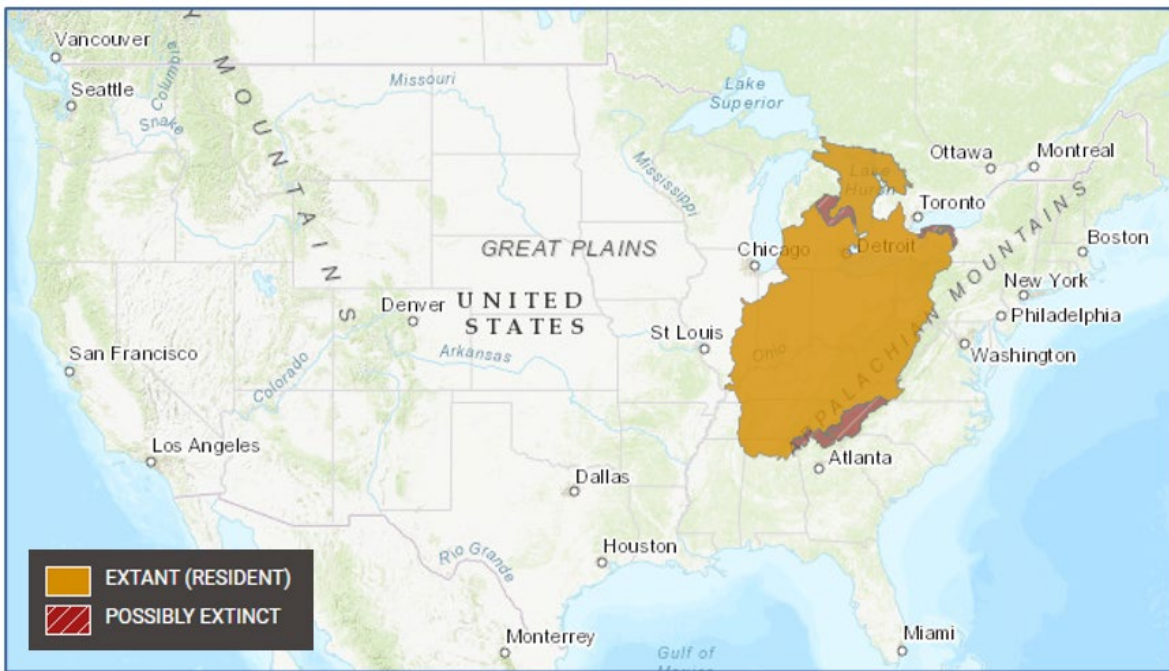 Vancouver
Seattle
Columbia
Snake
Missouri
Lake
Superior
Mississippi
Ottawa
Montreal
Lake
Huron
Toronto
Boston
GREAT PLAINS
Chicago
Detroit
New York
MOUNTAINS
Denver
UNITED
STATES
Philadelphia
St Louis
Ohio
Washington
San Francisco
Colorado
Arkansas
APPALACHIAN MOUNTAINS
Los Angeles
Atlanta
Dallas
Rio Grande
Houston
EXTANT (RESIDENT)
POSSIBLY EXTINCT
Monterrey
Miami
Gulf of